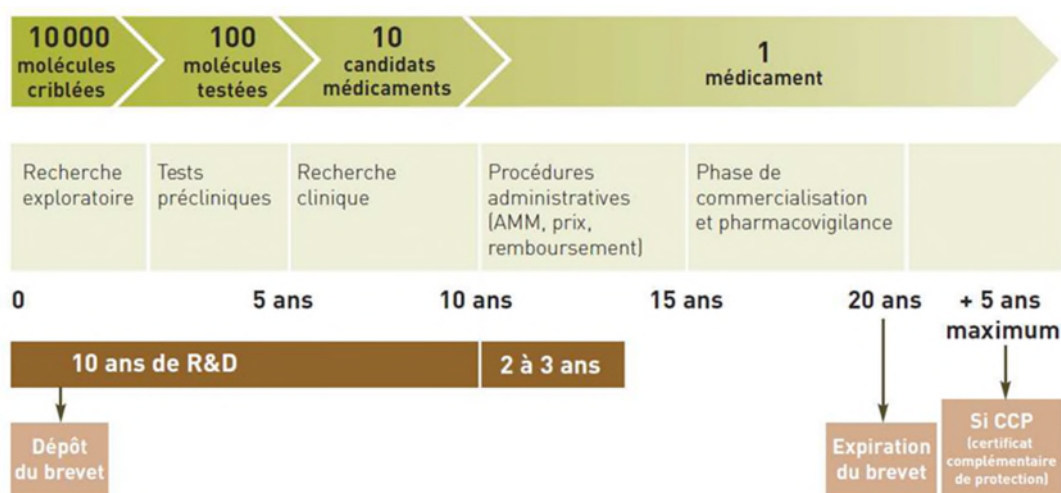 10 000
molécules
criblées
100
molécules
testées
10
candidats
médicaments
1
médicament
Recherche
exploratoire
Tests
précliniques
Recherche
clinique
Procédures
administratives
(AMM, prix,
remboursement)
Phase de
commercialisation
et pharmacovigilance
0
5 ans
10 ans
15 ans
20 ans
+ 5 ans
maximum
10 ans de R&D
2 à 3 ans
Dépôt
du brevet
Expiration
du brevet
Si CCP
(certificat
complémentaire
de protection)